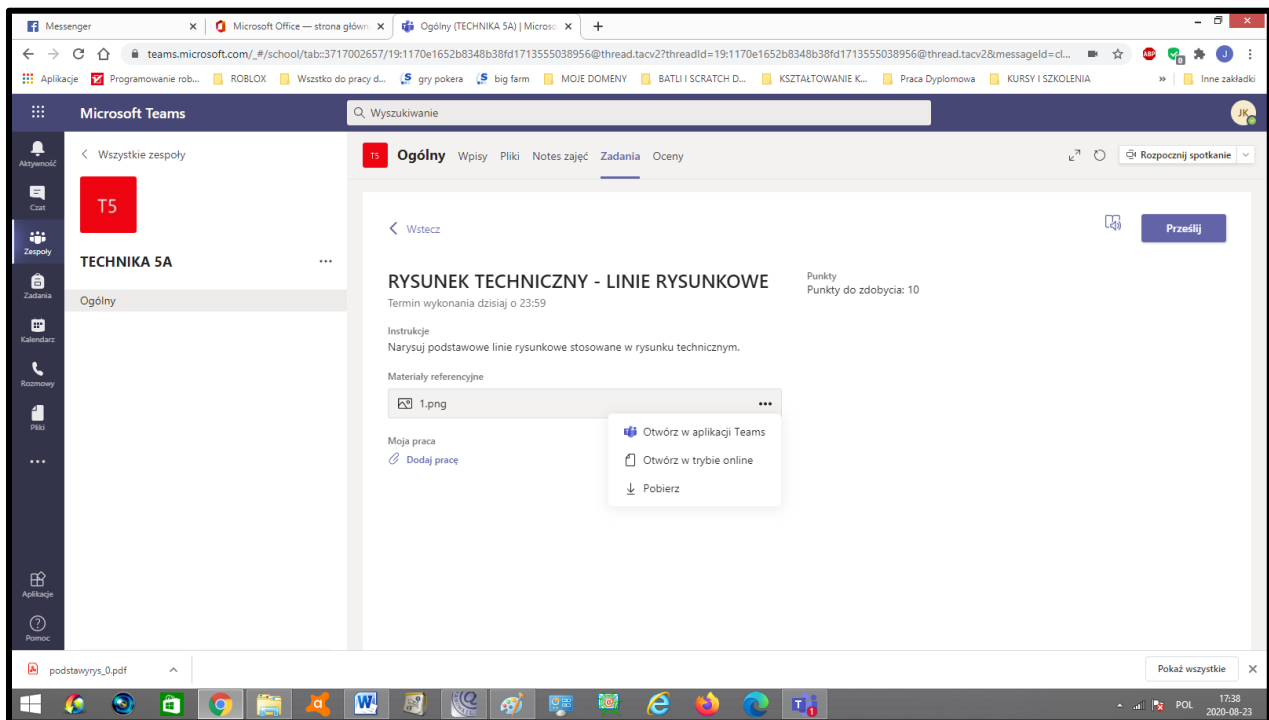 Messenger
Microsoft Office — strona główn
Ogólny (TECHNIKA 5A) | Microso
teams.microsoft.com/_#/school/tab:3717002657/19:1170e1652b8348b38fd1713555038956@thread.tacv2?threadId=19:1170e1652b8348b38fd1713555038956@thread.tacv2&messageId=cl...
ABP
0
J
Aplikacje
Programowanie rob...
ROBLOX
Wszstko do pracy d...
gry pokera
big farm
MOJE DOMENY
BATLI I SCRATCH D...
KSZTAŁTOWANIE K...
Praca Dyplomowa
KURSY I SZKOLENIA
»
Inne zakładki
Microsoft Teams
Wyszukiwanie
JK
Aktywność
Czat
Zespoły
Zadania
Kalendarz
Rozmowy
Pliki
Aplikacje
Pomoc
Wszystkie zespoły
T5
TECHNIKA 5A
Ogólny
T5 Ogólny Wpisy Pliki Notes zajęć Zadania Oceny
Rozpocznij spotkanie
Wstecz
Prześlij
RYSUNEK TECHNICZNY - LINIE RYSUNKOWE
Termin wykonania dzisiaj o 23:59
Punkty
Punkty do zdobycia: 10
Instrukcje
Narysuj podstawowe linie rysunkowe stosowane w rysunku technicznym.
Materiały referencyjne
1.png
Otwórz w aplikacji Teams
Otwórz w trybie online
Pobierz
Moja praca
Dodaj pracę
podstawyrys_0.pdf
Pokaż wszystkie
POL
17:38
2020-08-23